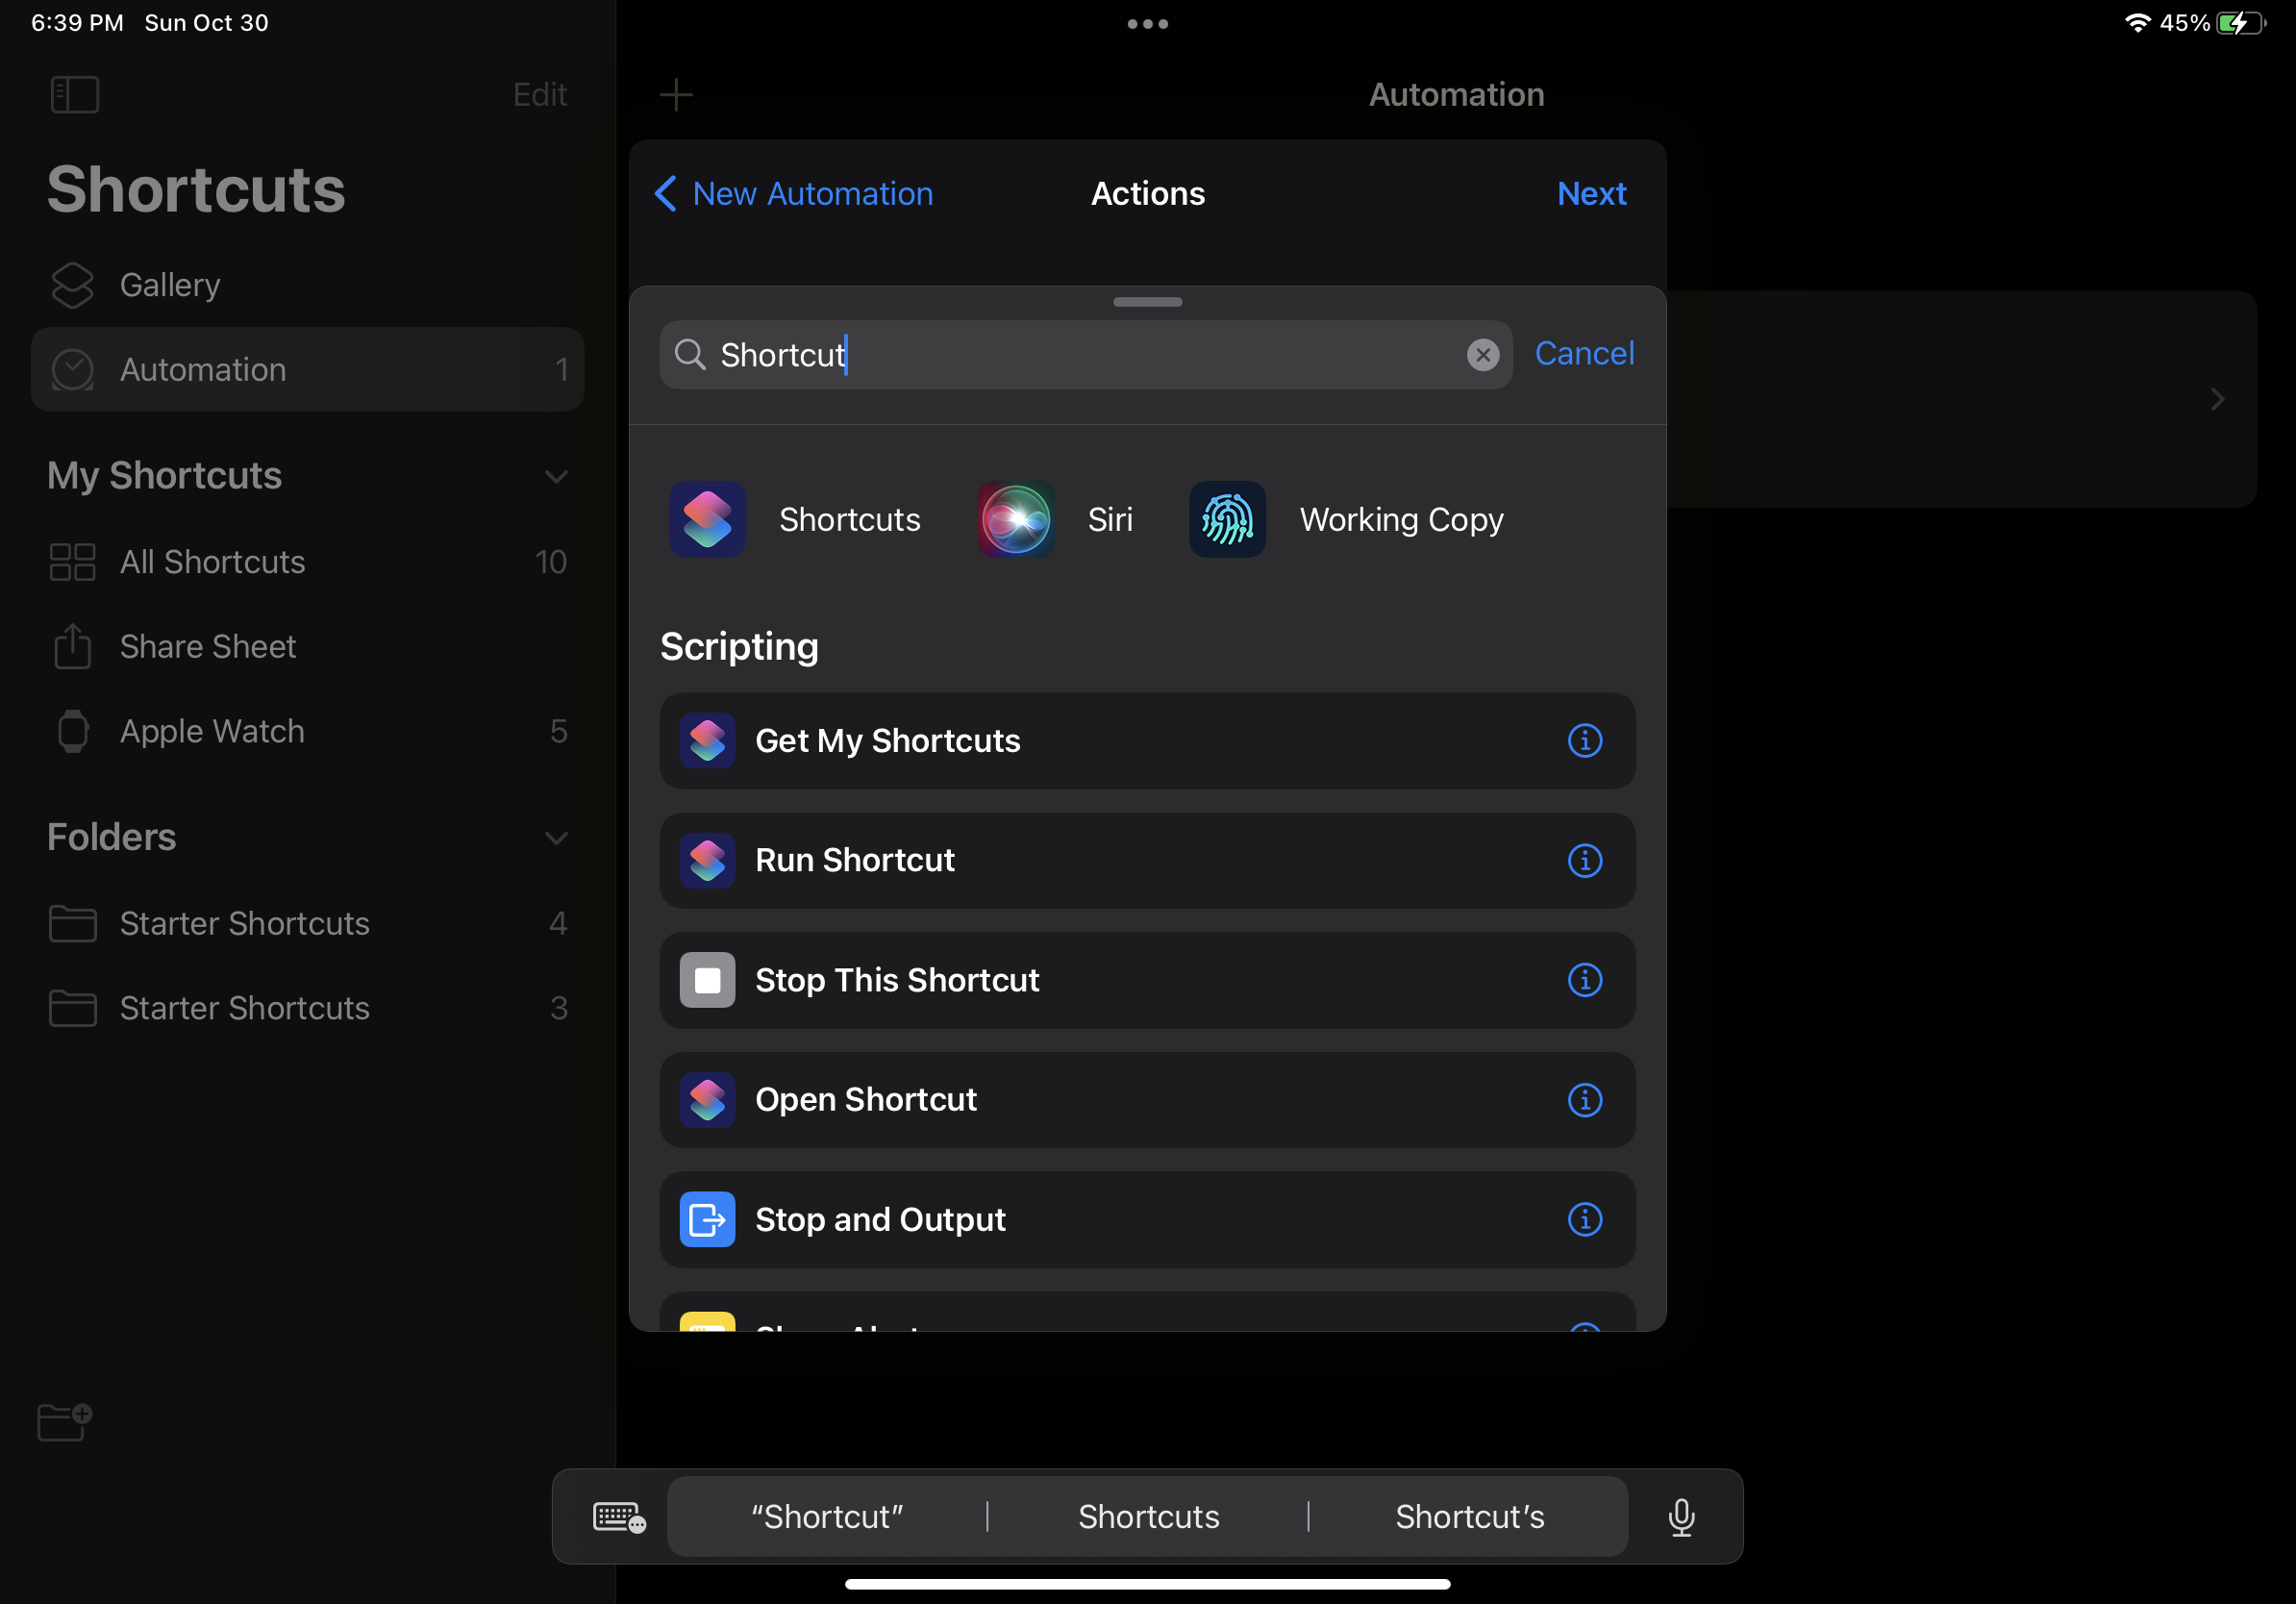 6:39 PM Sun Oct 30
45%
Edit
Shortcuts
Gallery
Automation 1
My Shortcuts
All Shortcuts 10
Share Sheet
Apple Watch 5
Folders
Starter Shortcuts 4
Starter Shortcuts 3
Automation
New Automation
Actions
Next
Shortcut
Cancel
Shortcuts
Siri
Working Copy
Scripting
Get My Shortcuts
Run Shortcut
Stop This Shortcut
Open Shortcut
Stop and Output
“Shortcut”
Shortcuts
Shortcut’s